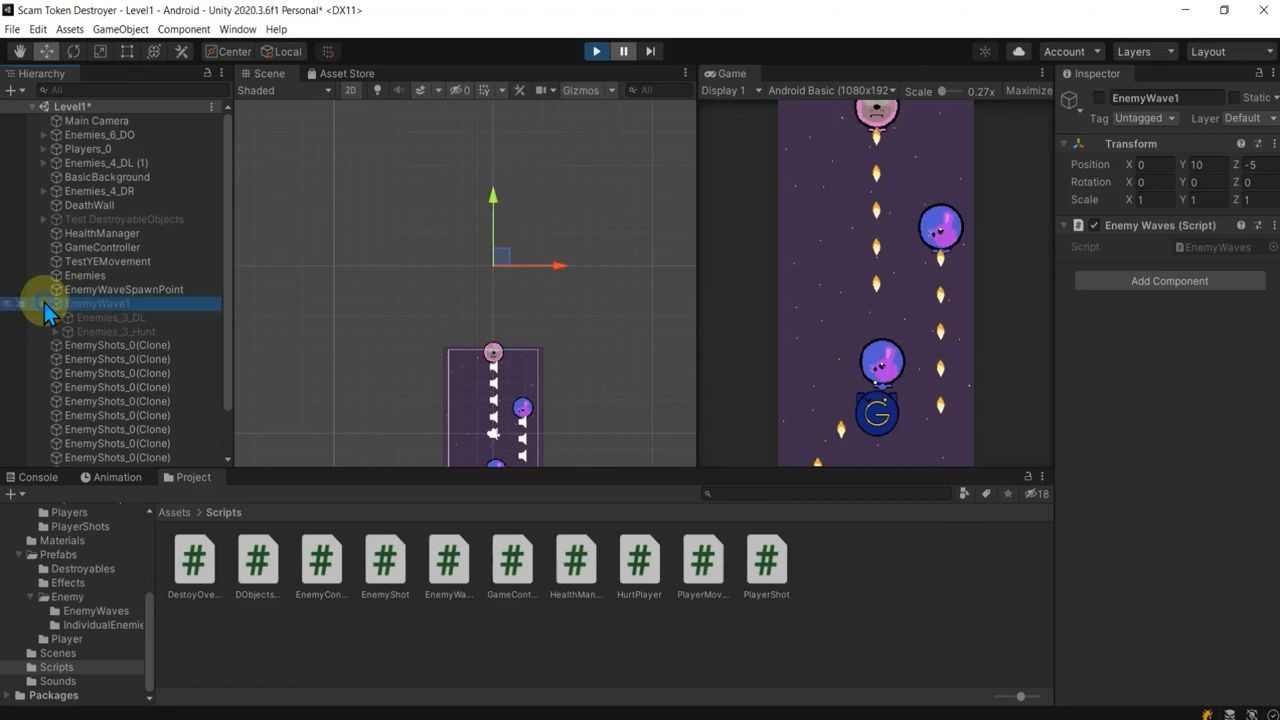 Scam Token Destroyer - Level1 - Android - Unity 2020.3.6f1 Personal* <DX11>
File Edit Assets GameObject Component Window Help
Center Local Account Layers Layout
Hierarchy Scene Asset Store Game Inspector
All Shaded 2D 0 Gizmos All Display 1 Android Basic (1080x192 Scale 0.27x Maximize
EnemyWave1 Static
Tag Untagged Layer Default
Level1*
Main Camera
Enemies_6_DO
Players_0
Enemies_4_DL (1)
BasicBackground
Enemies_4_DR
DeathWall
Test DestroyableObjects
HealthManager
GameController
TestYEMovement
Enemies
EnemyWaveSpawnPoint
EnemyWave1
Enemies_3_DL
Enemies_3_Hunt
EnemyShots_0(Clone)
EnemyShots_0(Clone)
EnemyShots_0(Clone)
EnemyShots_0(Clone)
EnemyShots_0(Clone)
EnemyShots_0(Clone)
EnemyShots_0(Clone)
EnemyShots_0(Clone)
EnemyShots_0(Clone)
G
Transform
Position X 0 Y 10 Z -5
Rotation X 0 Y 0 Z 0
Scale X 1 Y 1 Z 1
Enemy Waves (Script)
Script EnemyWaves
Add Component
Console Animation Project
18
Players
PlayerShots
Materials
Prefabs
Destroyables
Effects
Enemy
EnemyWaves
IndividualEnemie
Player
Scenes
Scripts
Sounds
Packages
Assets > Scripts
DestoyOve... DObjects... EnemyCon... EnemyShot EnemyWa... GameCont... HealthMan... HurtPlayer PlayerMov... PlayerShot